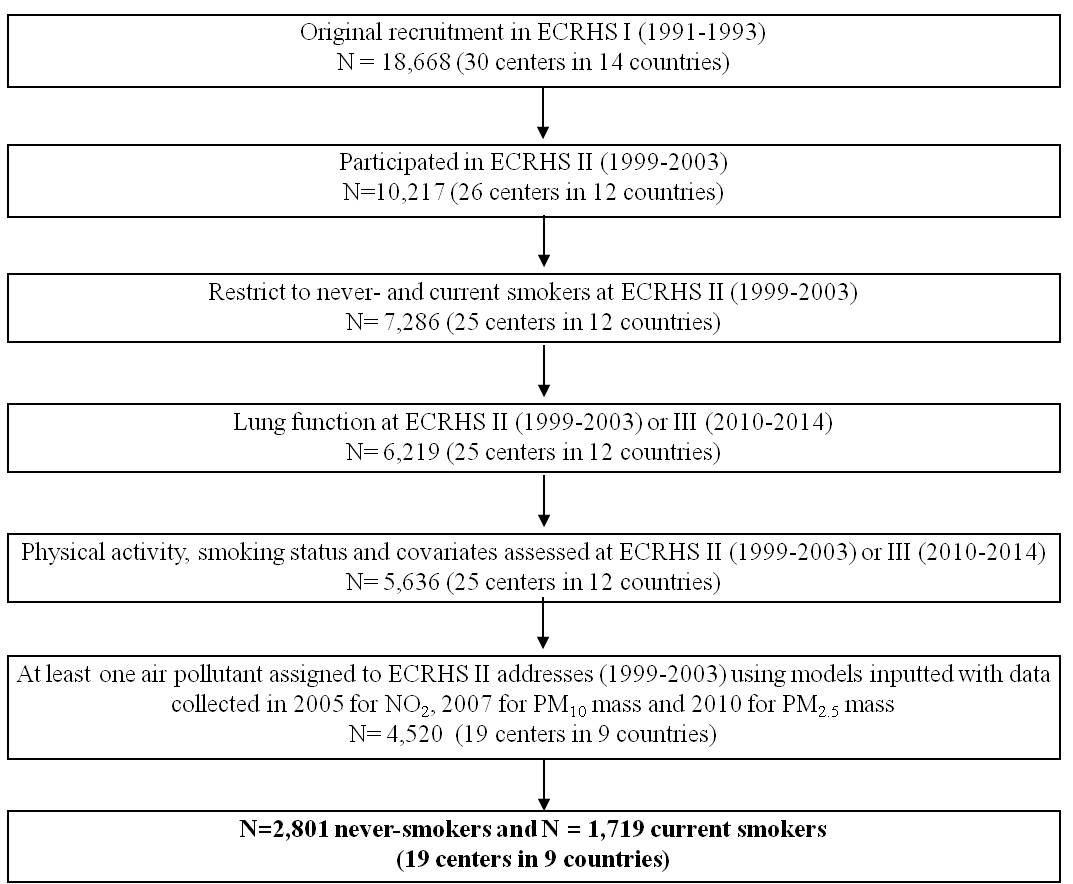 Original recruitment in ECRHS I (1991-1993)
N = 18,668 (30 centers in 14 countries)
Participated in ECRHS II (1999-2003)
N=10,217 (26 centers in 12 countries)
Restrict to never- and current smokers at ECRHS II (1999-2003)
N= 7,286 (25 centers in 12 countries)
Lung function at ECRHS II (1999-2003) or III (2010-2014)
N= 6,219 (25 centers in 12 countries)
Physical activity, smoking status and covariates assessed at ECRHS II (1999-2003) or III (2010-2014)
N= 5,636 (25 centers in 12 countries)
At least one air pollutant assigned to ECRHS II addresses (1999-2003) using models inputted with data
collected in 2005 for NO₂, 2007 for PM₁₀ mass and 2010 for PM₂.₅ mass
N= 4,520 (19 centers in 9 countries)
N=2,801 never-smokers and N = 1,719 current smokers
(19 centers in 9 countries)